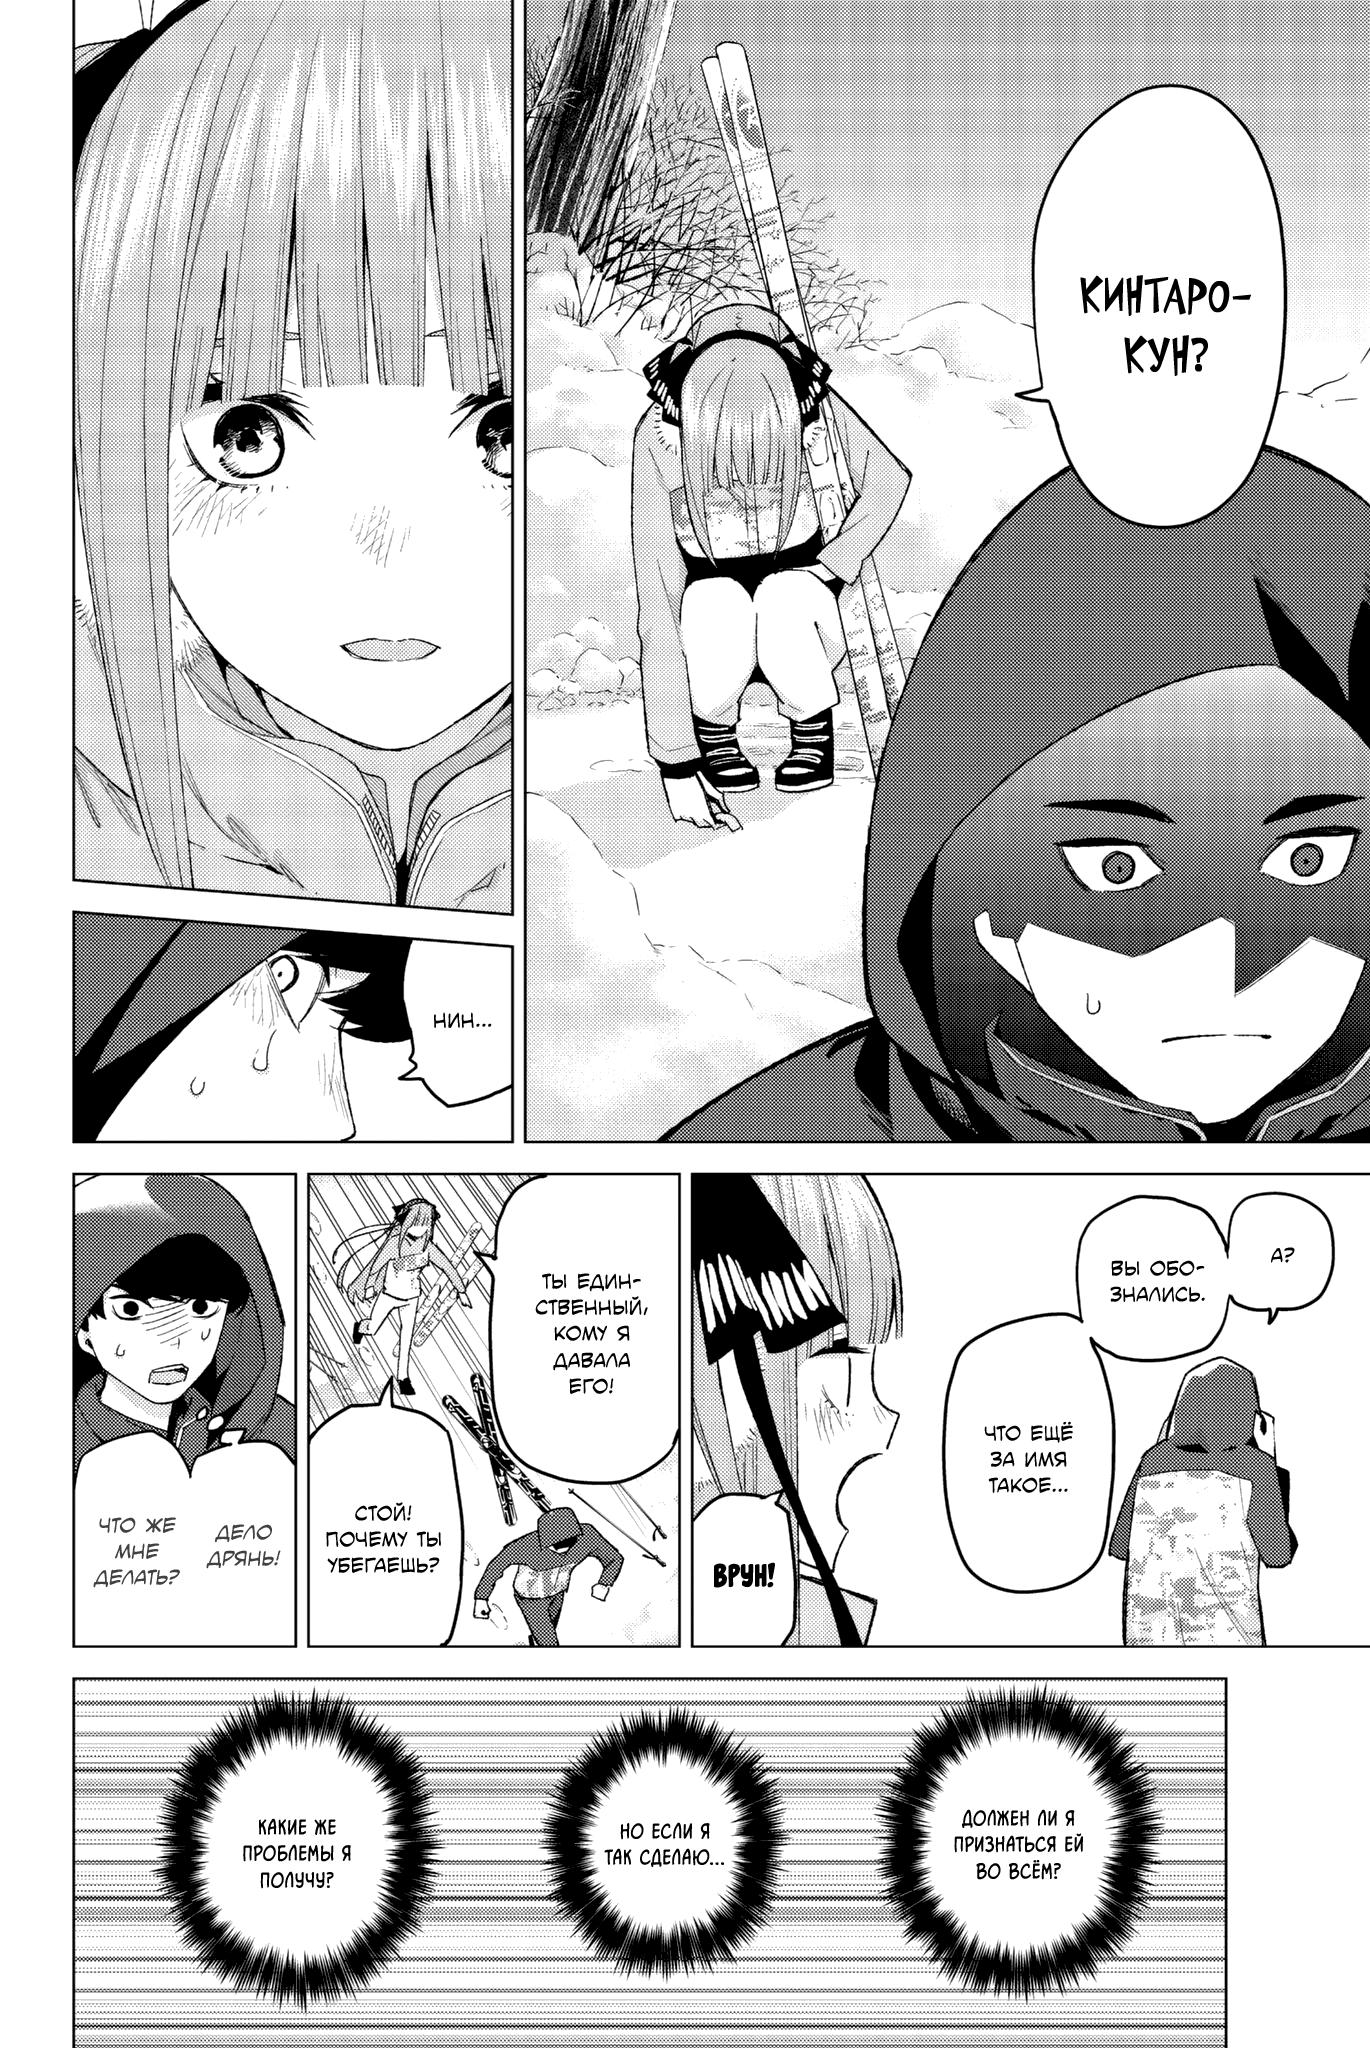 КИНТАРО-
КУН?
НИН...
А?
ВЫ ОБО-
ЗНАЛИСЬ.
ЧТО ЕЩЁ
ЗА ИМЯ
ТАКОЕ...
ВРУН!
ТЫ ЕДИН-
СТВЕННЫЙ,
КОМУ Я
ДАВАЛА
ЕГО!
СТОЙ!
ПОЧЕМУ ТЫ
УБЕГАЕШЬ?
ДЕЛО
ДРЯНЬ!
ЧТО ЖЕ
МНЕ
ДЕЛАТЬ?
ДОЛЖЕН ЛИ Я
ПРИЗНАТЬСЯ ЕЙ
ВО ВСЁМ?
НО ЕСЛИ Я
ТАК СДЕЛАЮ...
КАКИЕ ЖЕ
ПРОБЛЕМЫ Я
ПОЛУЧУ?